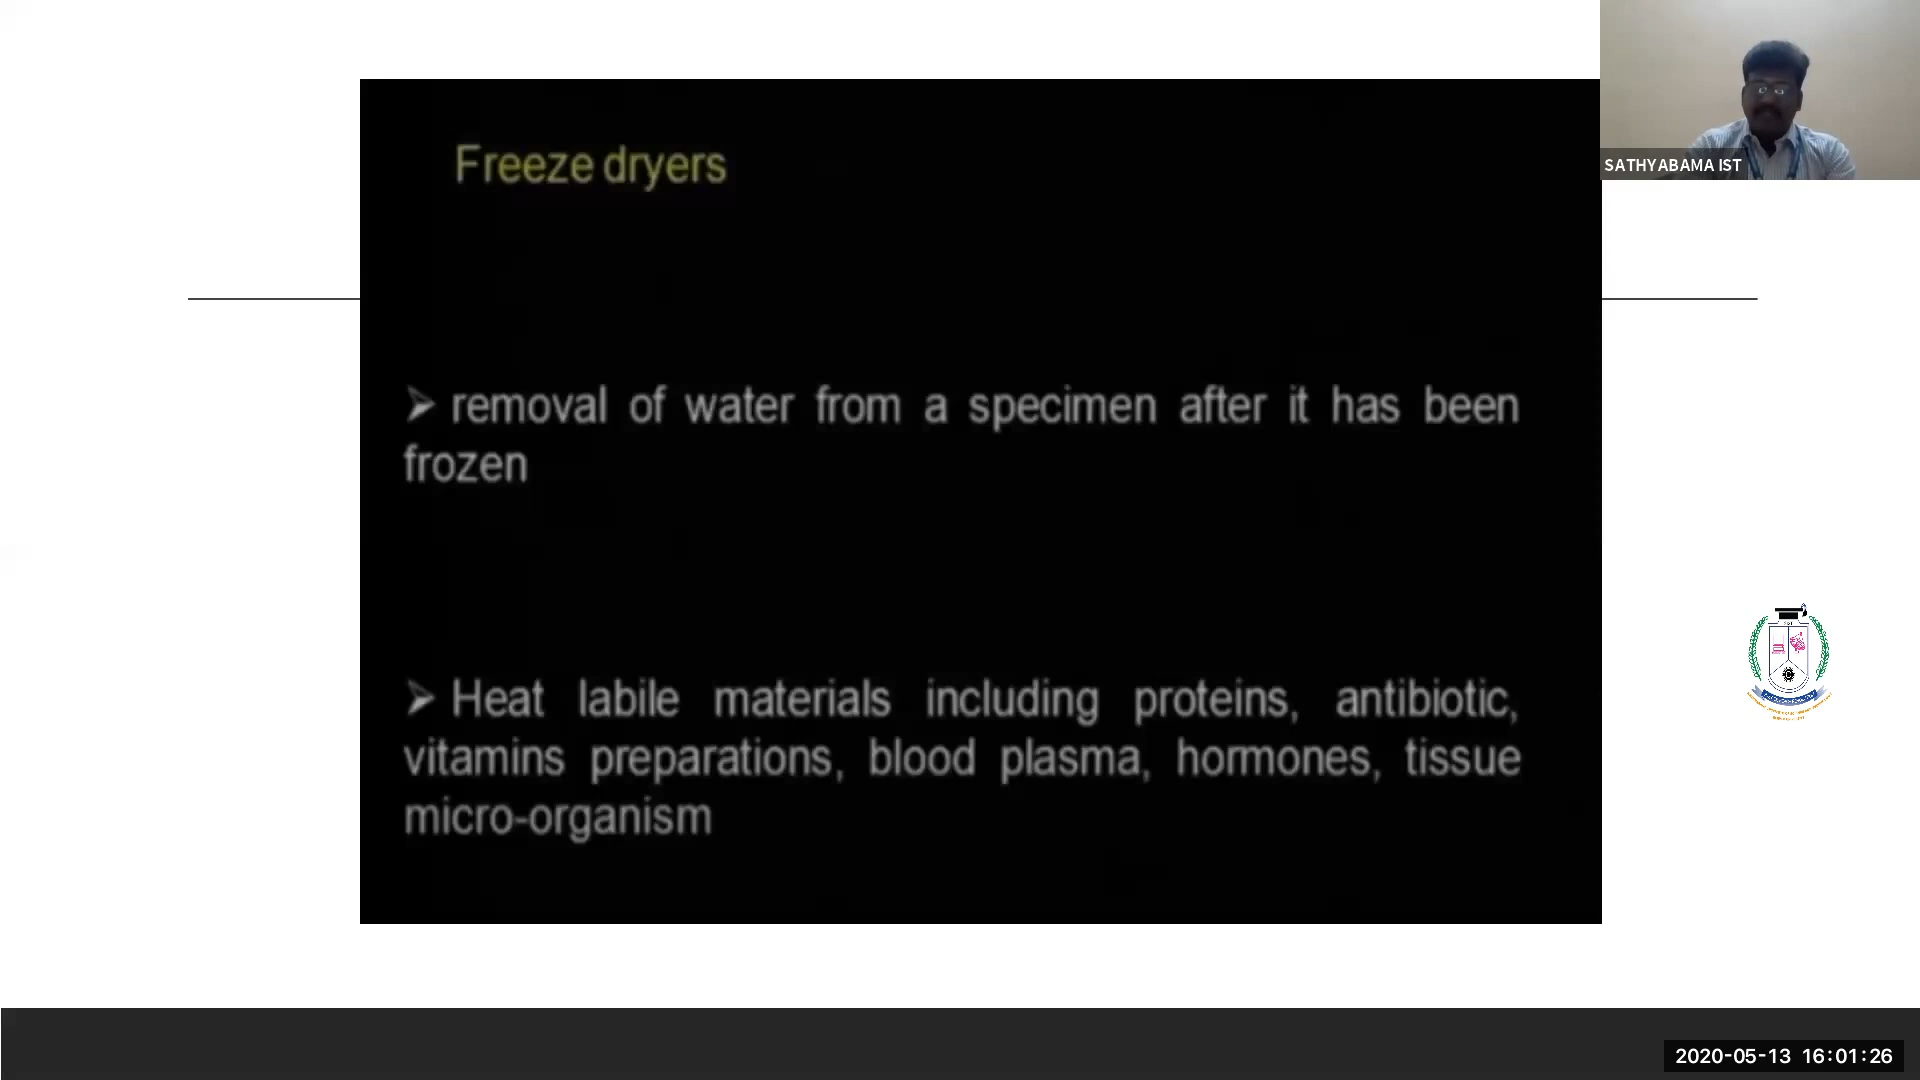 SATHYABAMA IST
Freeze dryers
➢ removal of water from a specimen after it has been
frozen
➢ Heat labile materials including proteins, antibiotic,
vitamins preparations, blood plasma, hormones, tissue
micro-organism
2020-05-13 16:01:26